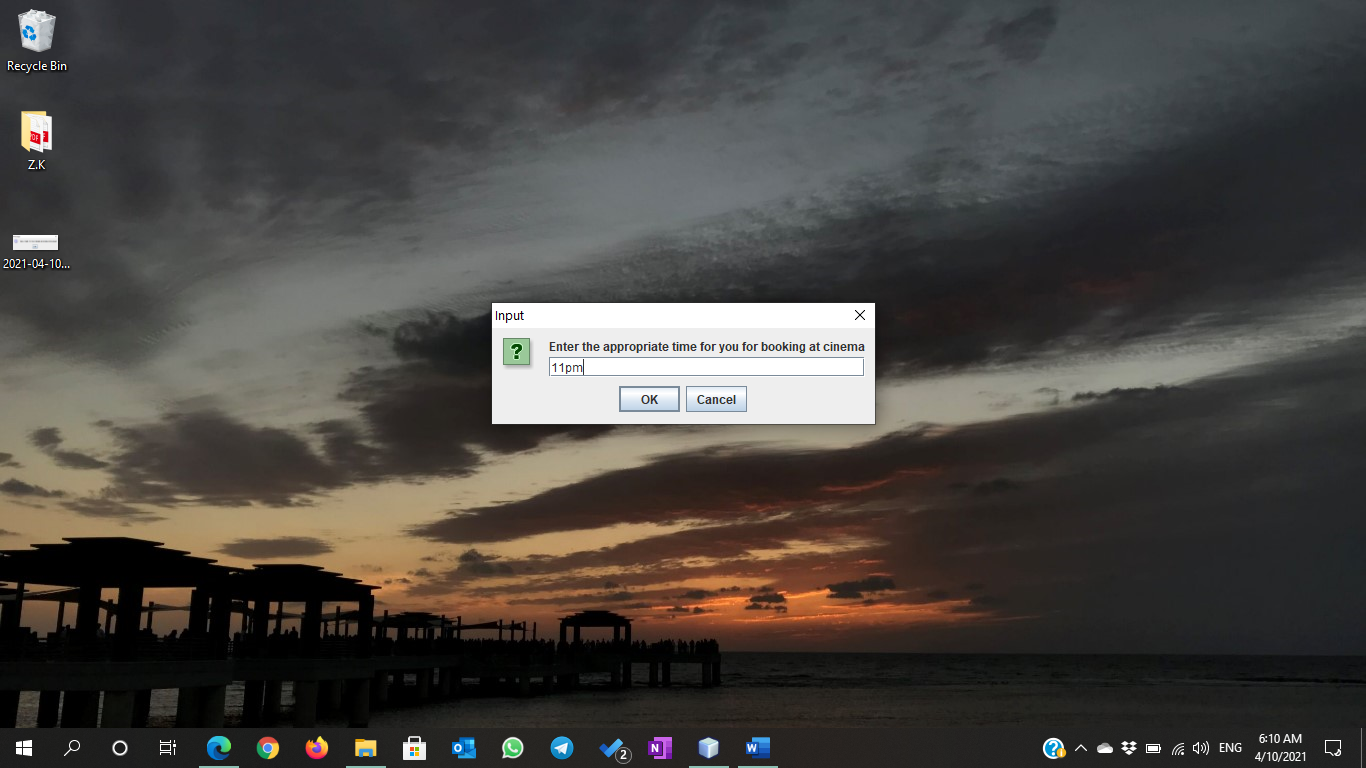 Recycle Bin
Z.K
2021-04-10...
Input
?
Enter the appropriate time for you for booking at cinema
11pm
OK
Cancel
2
ENG
6:10 AM
4/10/2021